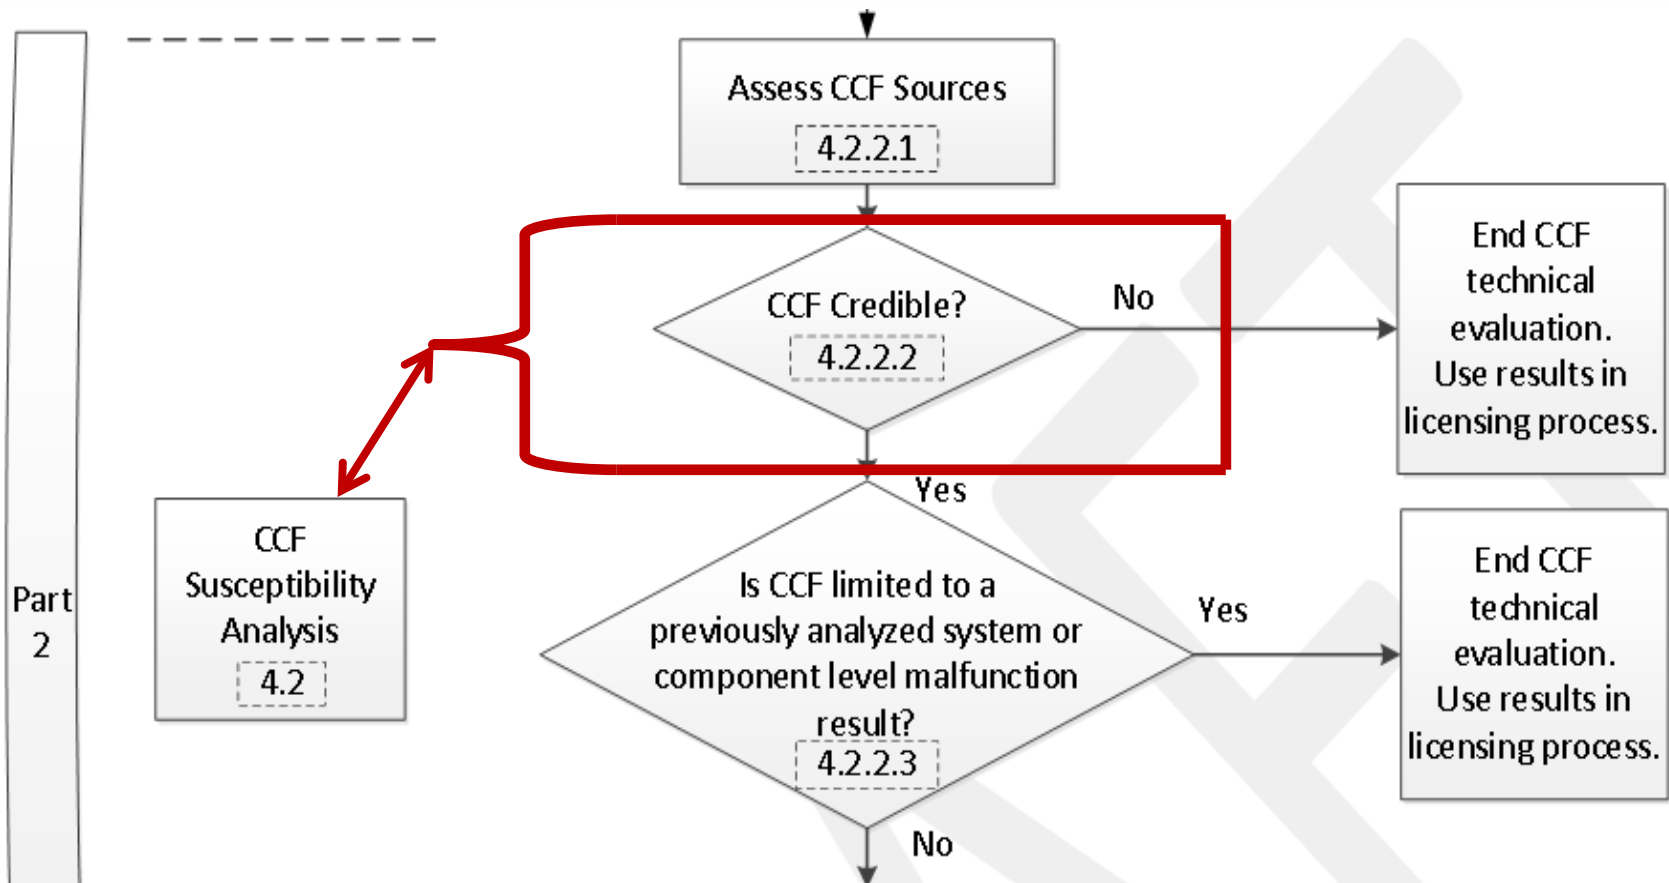 Assess CCF Sources
4.2.2.1
CCF Credible?
4.2.2.2
No
End CCF
technical
evaluation.
Use results in
licensing process.
Yes
CCF
Susceptibility
Analysis
4.2
Part
2
Is CCF limited to a
previously analyzed system or
component level malfunction
result?
4.2.2.3
Yes
End CCF
technical
evaluation.
Use results in
licensing process.
No